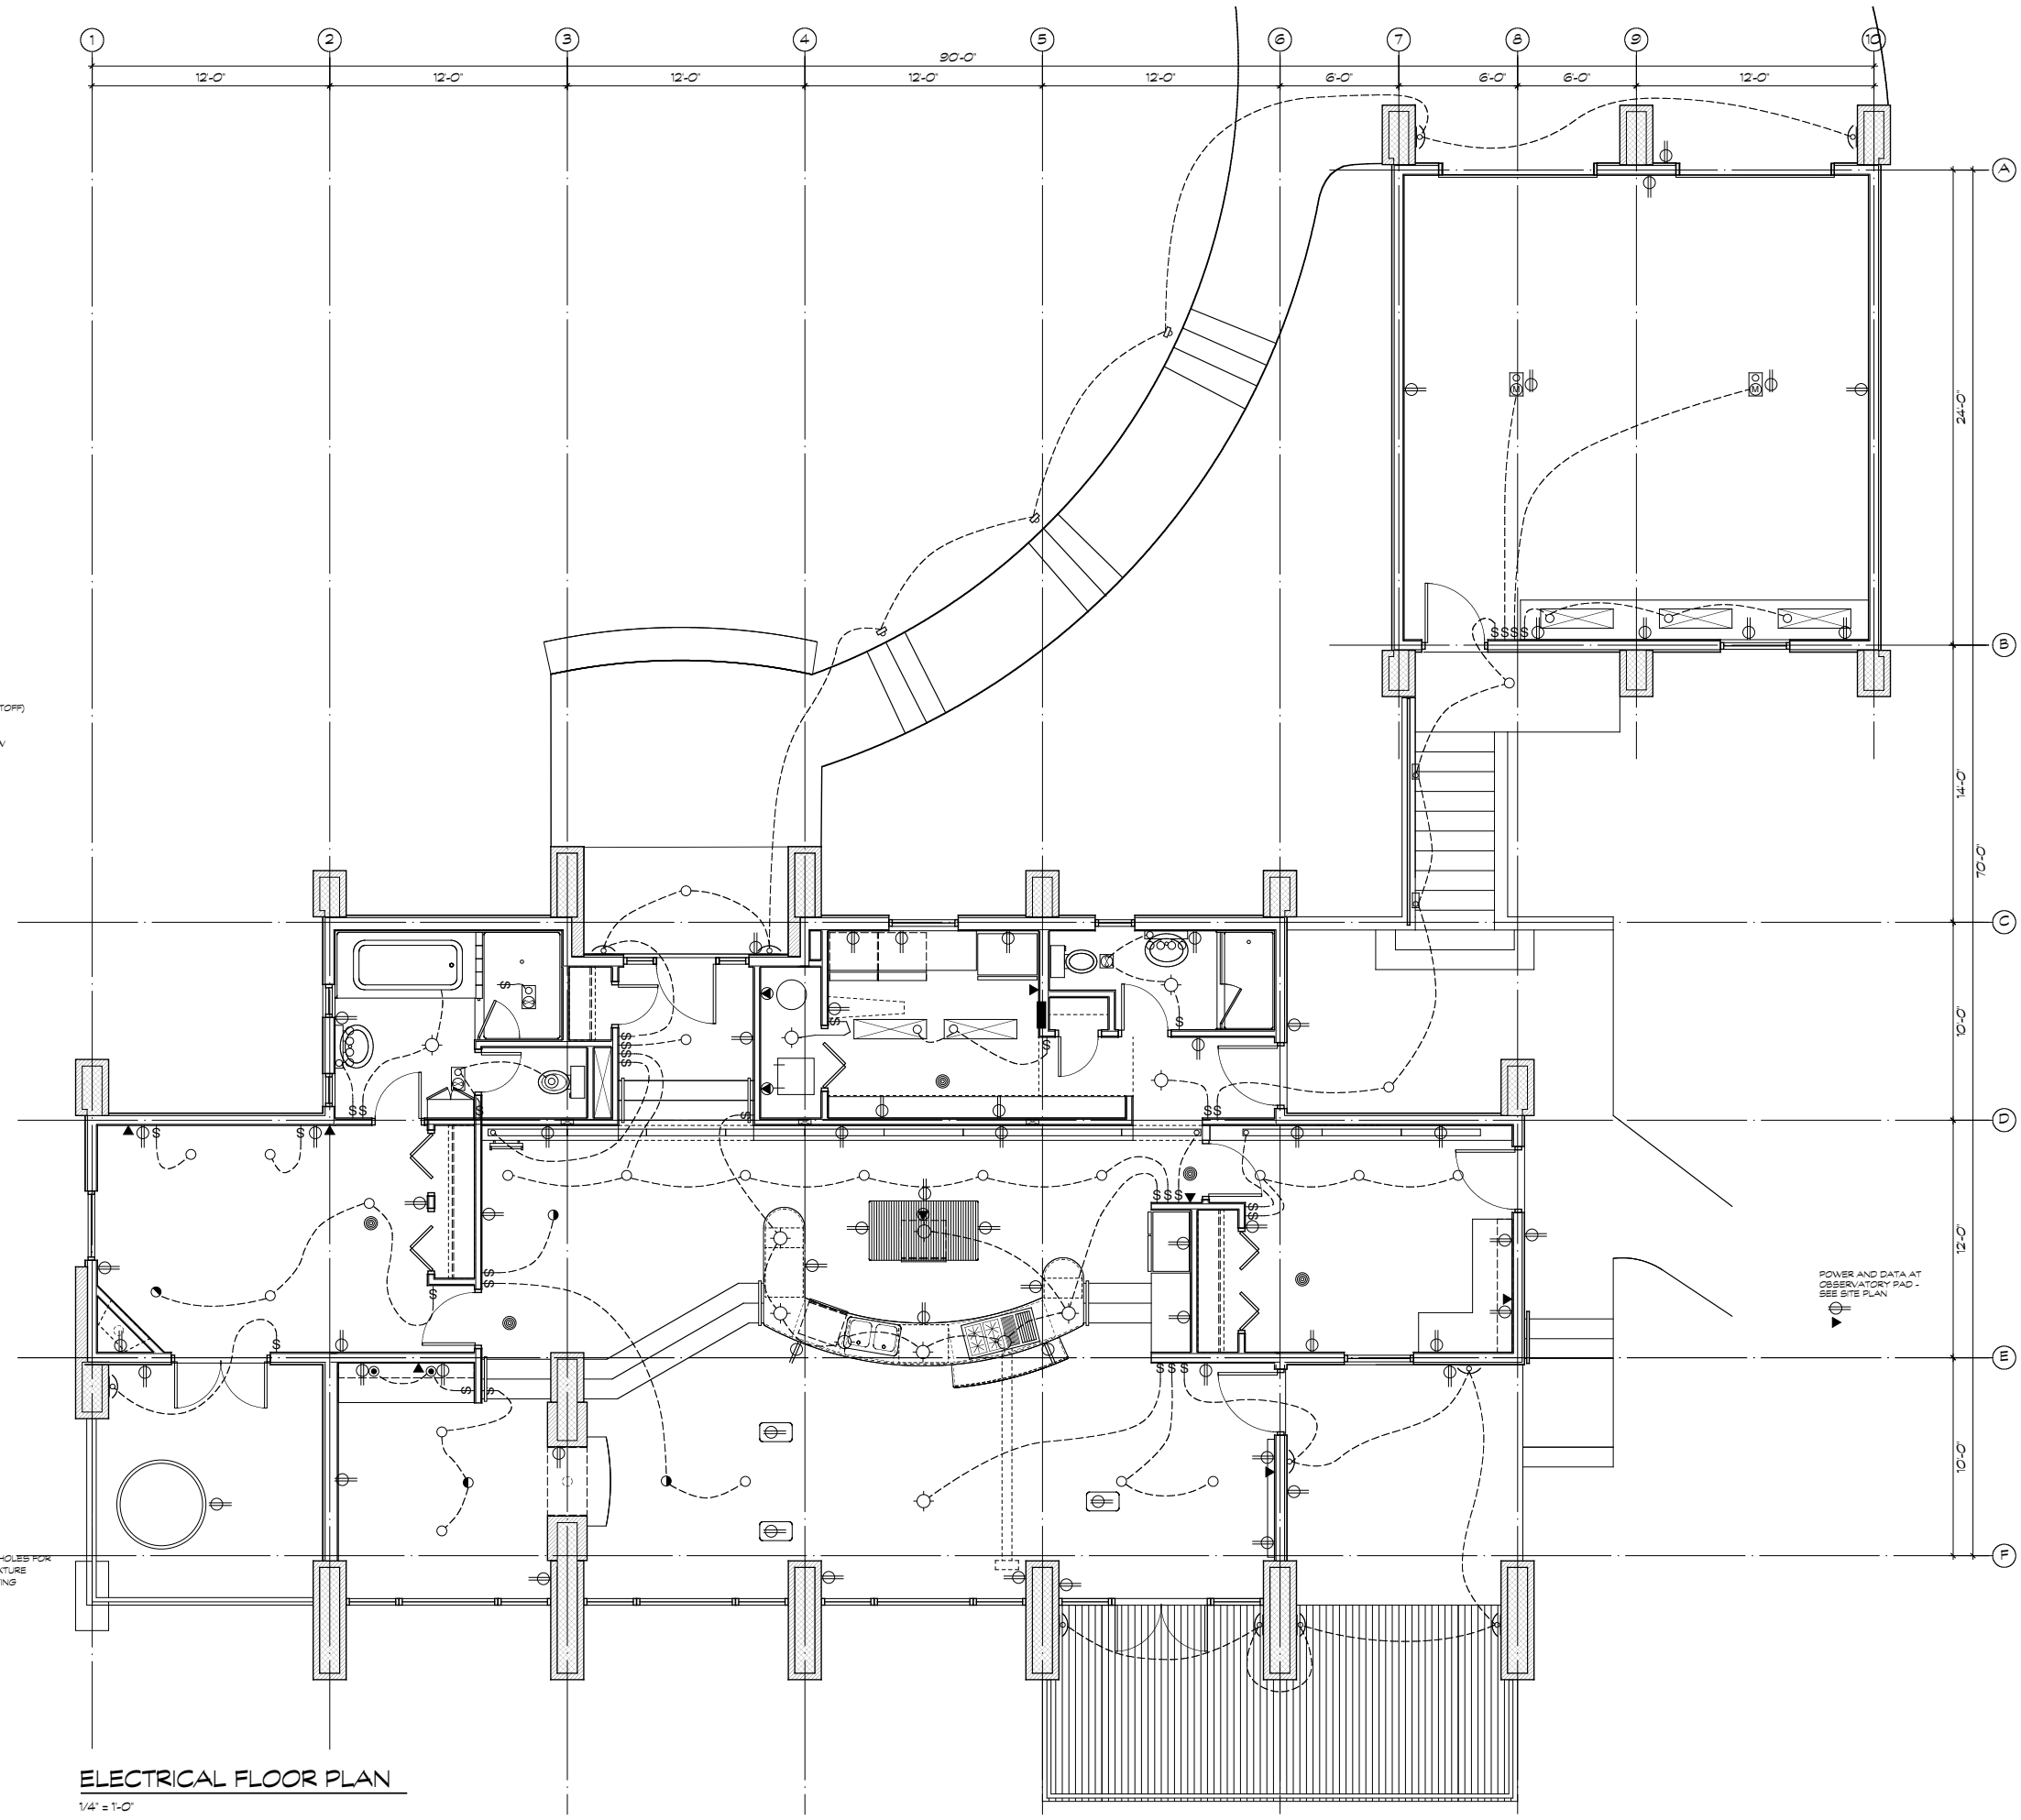 1 2 3 4 5 6 7 8 9 10
90'-0"
12'-0" 12'-0" 12'-0" 12'-0" 12'-0" 6'-0" 6'-0" 6'-0" 12'-0"
A
M M
24'-0"
S S S S
B
TOFF)
14'-0"
70'-0"
C
10'-0"
D
12'-0"
POWER AND DATA AT
OBSERVATORY PAD -
SEE SITE PLAN
E
10'-0"
HOLES FOR
F
ELECTRICAL FLOOR PLAN
1/4" = 1'-0"